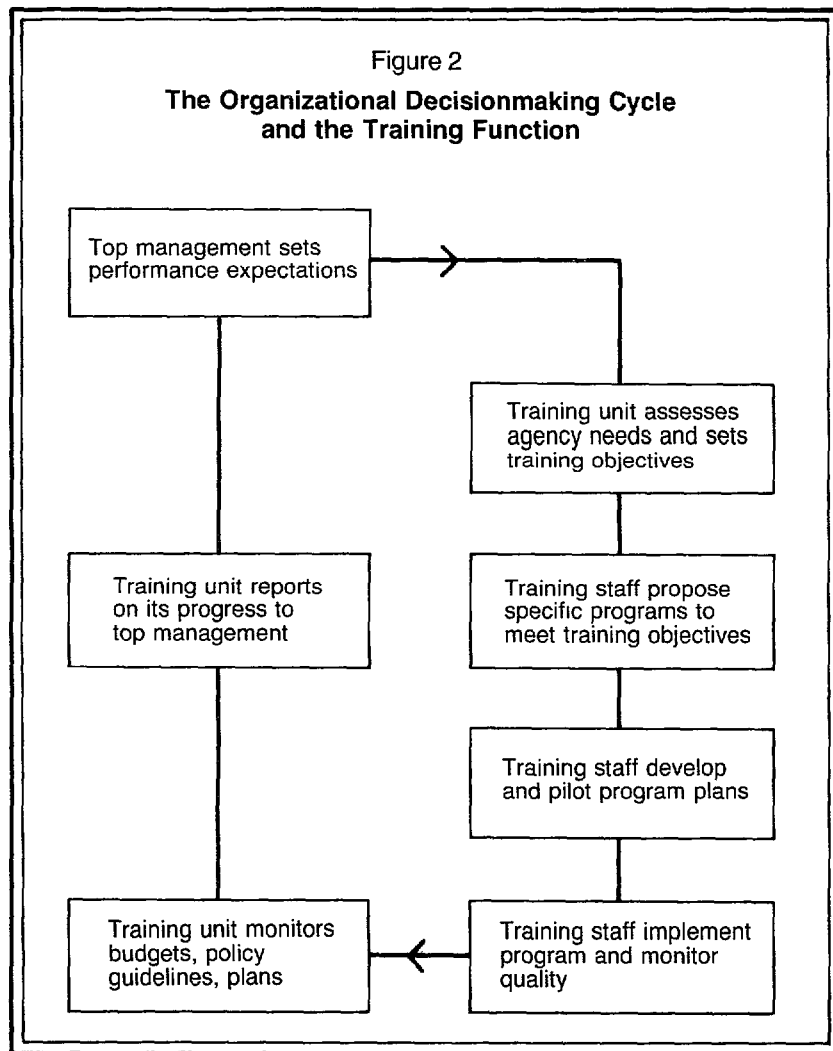 Figure 2
The Organizational Decisionmaking Cycle
and the Training Function
Top management sets
performance expectations
Training unit assesses
agency needs and sets
training objectives
Training staff propose
specific programs to
meet training objectives
Training staff develop
and pilot program plans
Training staff implement
program and monitor
quality
Training unit monitors
budgets, policy
guidelines, plans
Training unit reports
on its progress to
top management